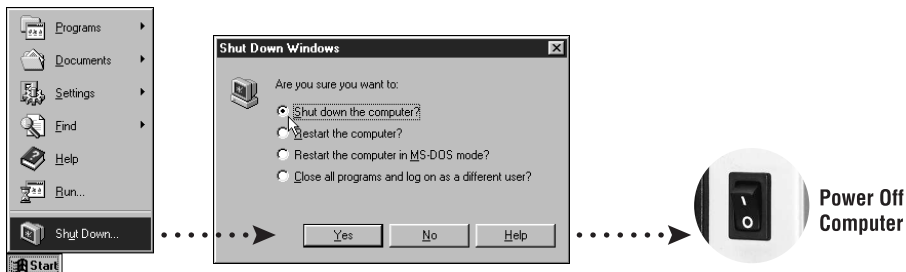 Programs
Documents
Settings
Find
Help
Run...
Shut Down...
Start
Shut Down Windows
Are you sure you want to:
Shut down the computer?
Restart the computer?
Restart the computer in MS-DOS mode?
Close all programs and log on as a different user?
Yes No Help
Power Off
Computer